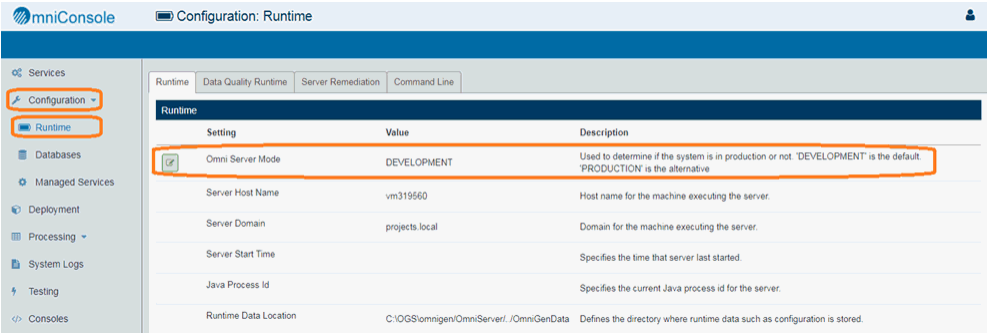 OmniConsole
Configuration: Runtime
Services
Configuration
Runtime
Databases
Managed Services
Deployment
Processing
System Logs
Testing
Consoles
Runtime Data Quality Runtime Server Remediation Command Line
Runtime
Setting Value Description
Omni Server Mode DEVELOPMENT Used to determine if the system is in production or not. 'DEVELOPMENT' is the default.
'PRODUCTION' is the alternative
Server Host Name vm319560 Host name for the machine executing the server.
Server Domain projects.local Domain for the machine executing the server.
Server Start Time Specifies the time that server last started.
Java Process Id Specifies the current Java process id for the server.
Runtime Data Location C:\OGS\omnigen/OmniServer/. ./OmniGenData Defines the directory where runtime data such as configuration is stored.